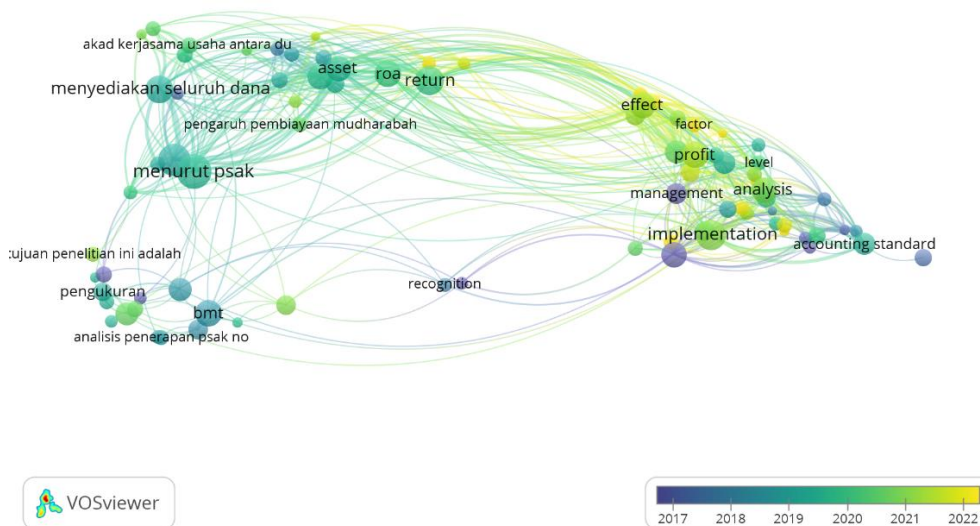 akad kerjasama usaha antara du
asset
roa
return
menyediakan seluruh dana
effect
pengaruh pembiayaan mudharabah
factor
profit
level
menurut psak
management
analysis
implementation
accounting standard
tujuan penelitian ini adalah
recognition
pengukuran
bmt
analisis penerapan psak no
VOSviewer
2017 2018 2019 2020 2021 2022